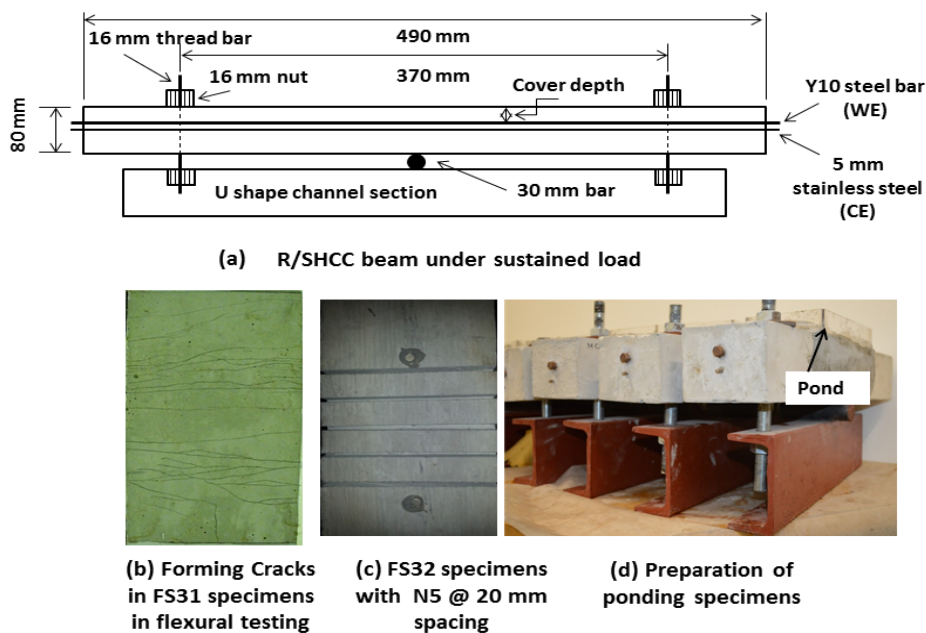 490 mm
16 mm thread bar
370 mm
16 mm nut
Cover depth
80 mm
Y10 steel bar
(WE)
U shape channel section
30 mm bar
5 mm
stainless steel
(CE)
(a) R/SHCC beam under sustained load
Pond
(b) Forming Cracks
in FS31 specimens
in flexural testing
(c) FS32 specimens
with N5 @ 20 mm
spacing
(d) Preparation of
ponding specimens